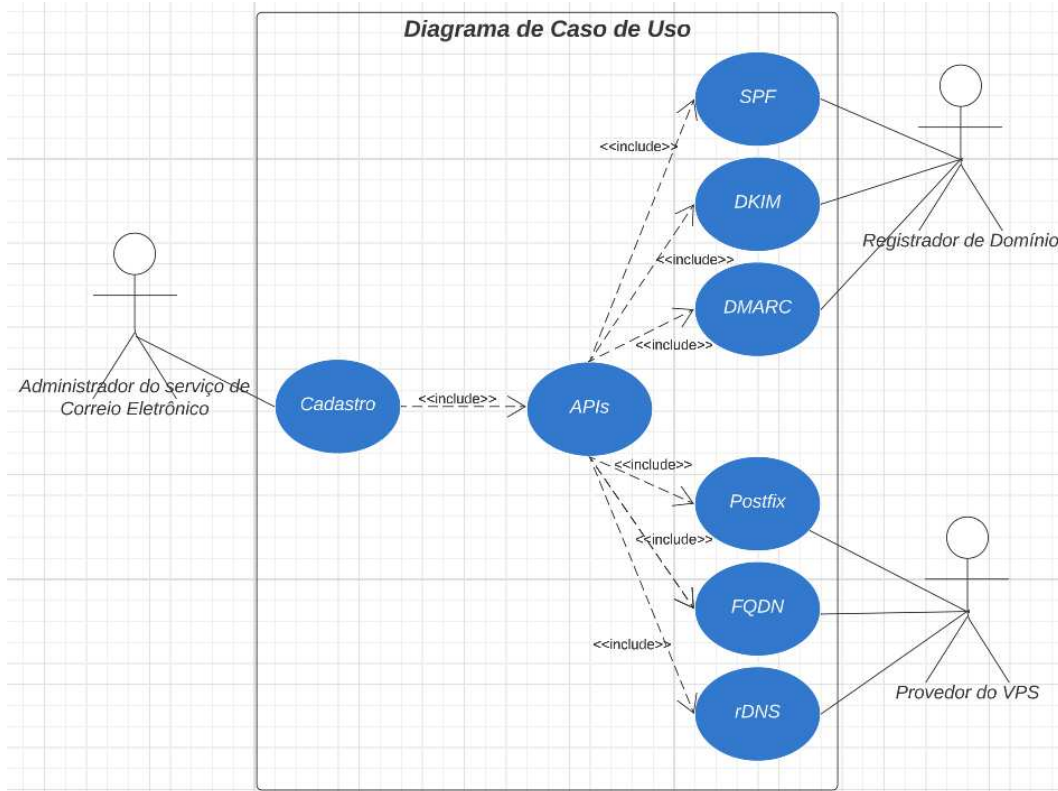 Diagrama de Caso de Uso
SPF
<<include>>
DKIM
Registrador de Domínio
<<include>>
DMARC
<<include>>
Administrador do serviço de
Correio Eletrônico
Cadastro
<<include>>
APIs
<<include>>
Postfix
<<include>>
FQDN
<<include>>
Provedor do VPS
rDNS